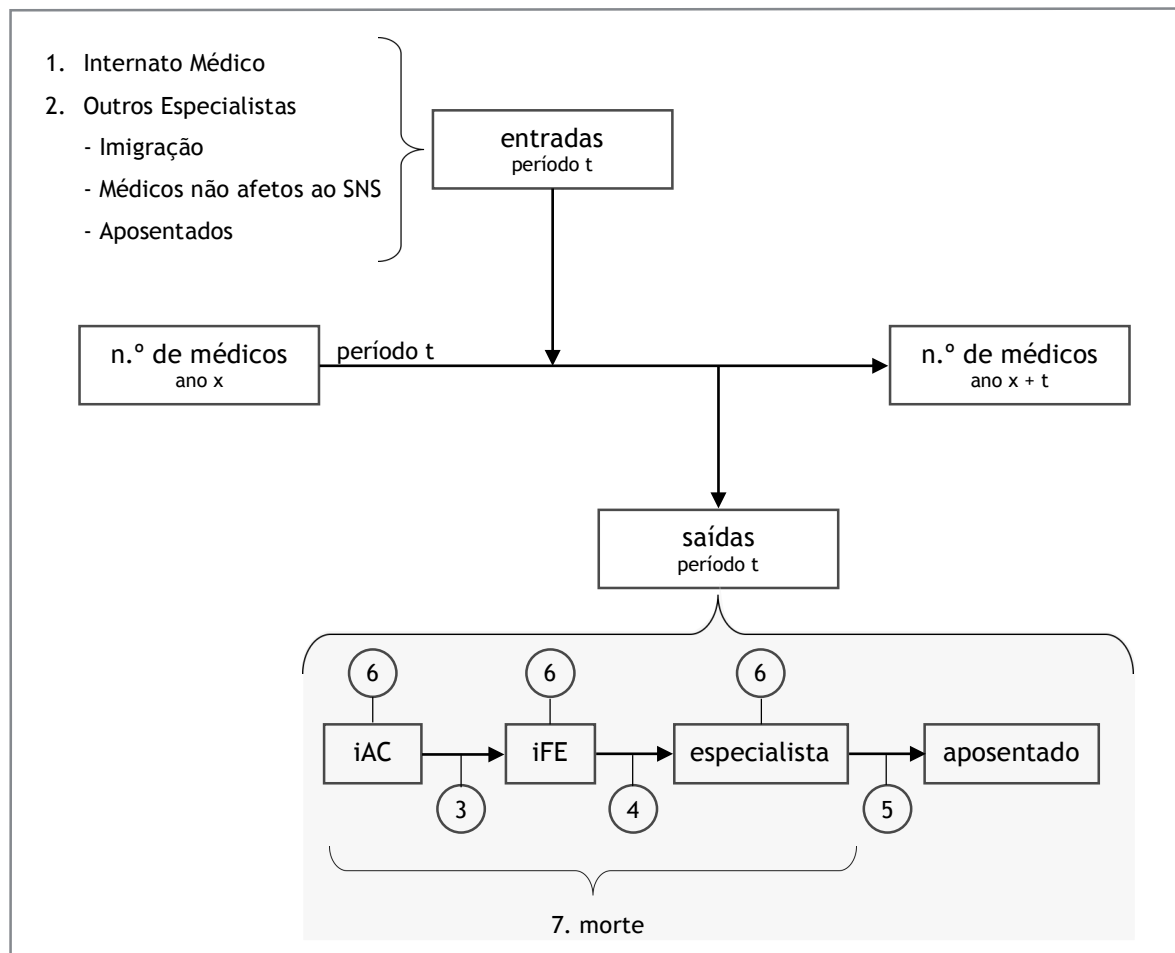 1. Internato Médico
2. Outros Especialistas
- Imigração
- Médicos não afetos ao SNS
- Aposentados
entradas
período t
n.º de médicos
ano x
período t
n.º de médicos
ano x + t
saídas
período t
6
6
6
iAC
iFE
especialista
aposentado
3
4
5
7. morte